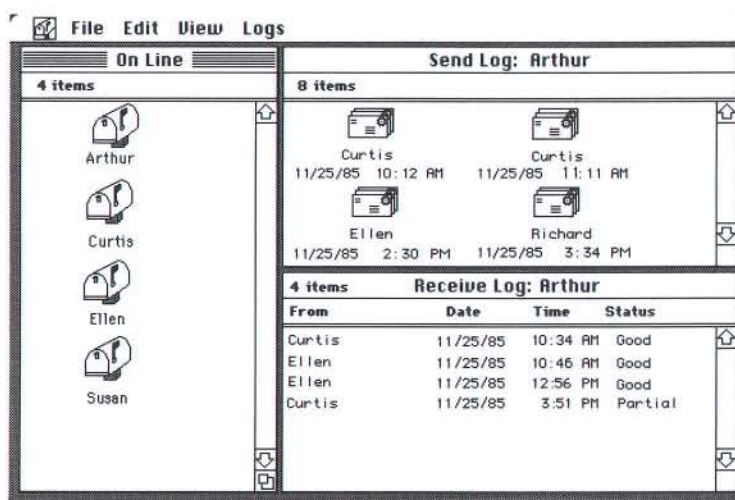 File Edit View Logs
On Line
4 items
Arthur
Curtis
Ellen
Susan
Send Log: Arthur
8 items
Curtis Curtis
11/25/85 10:12 AM 11/25/85 11:11 AM
Ellen Richard
11/25/85 2:30 PM 11/25/85 3:34 PM
4 items Receive Log: Arthur
From Date Time Status
Curtis 11/25/85 10:34 AM Good
Ellen 11/25/85 10:46 AM Good
Ellen 11/25/85 12:56 PM Good
Curtis 11/25/85 3:51 PM Partial